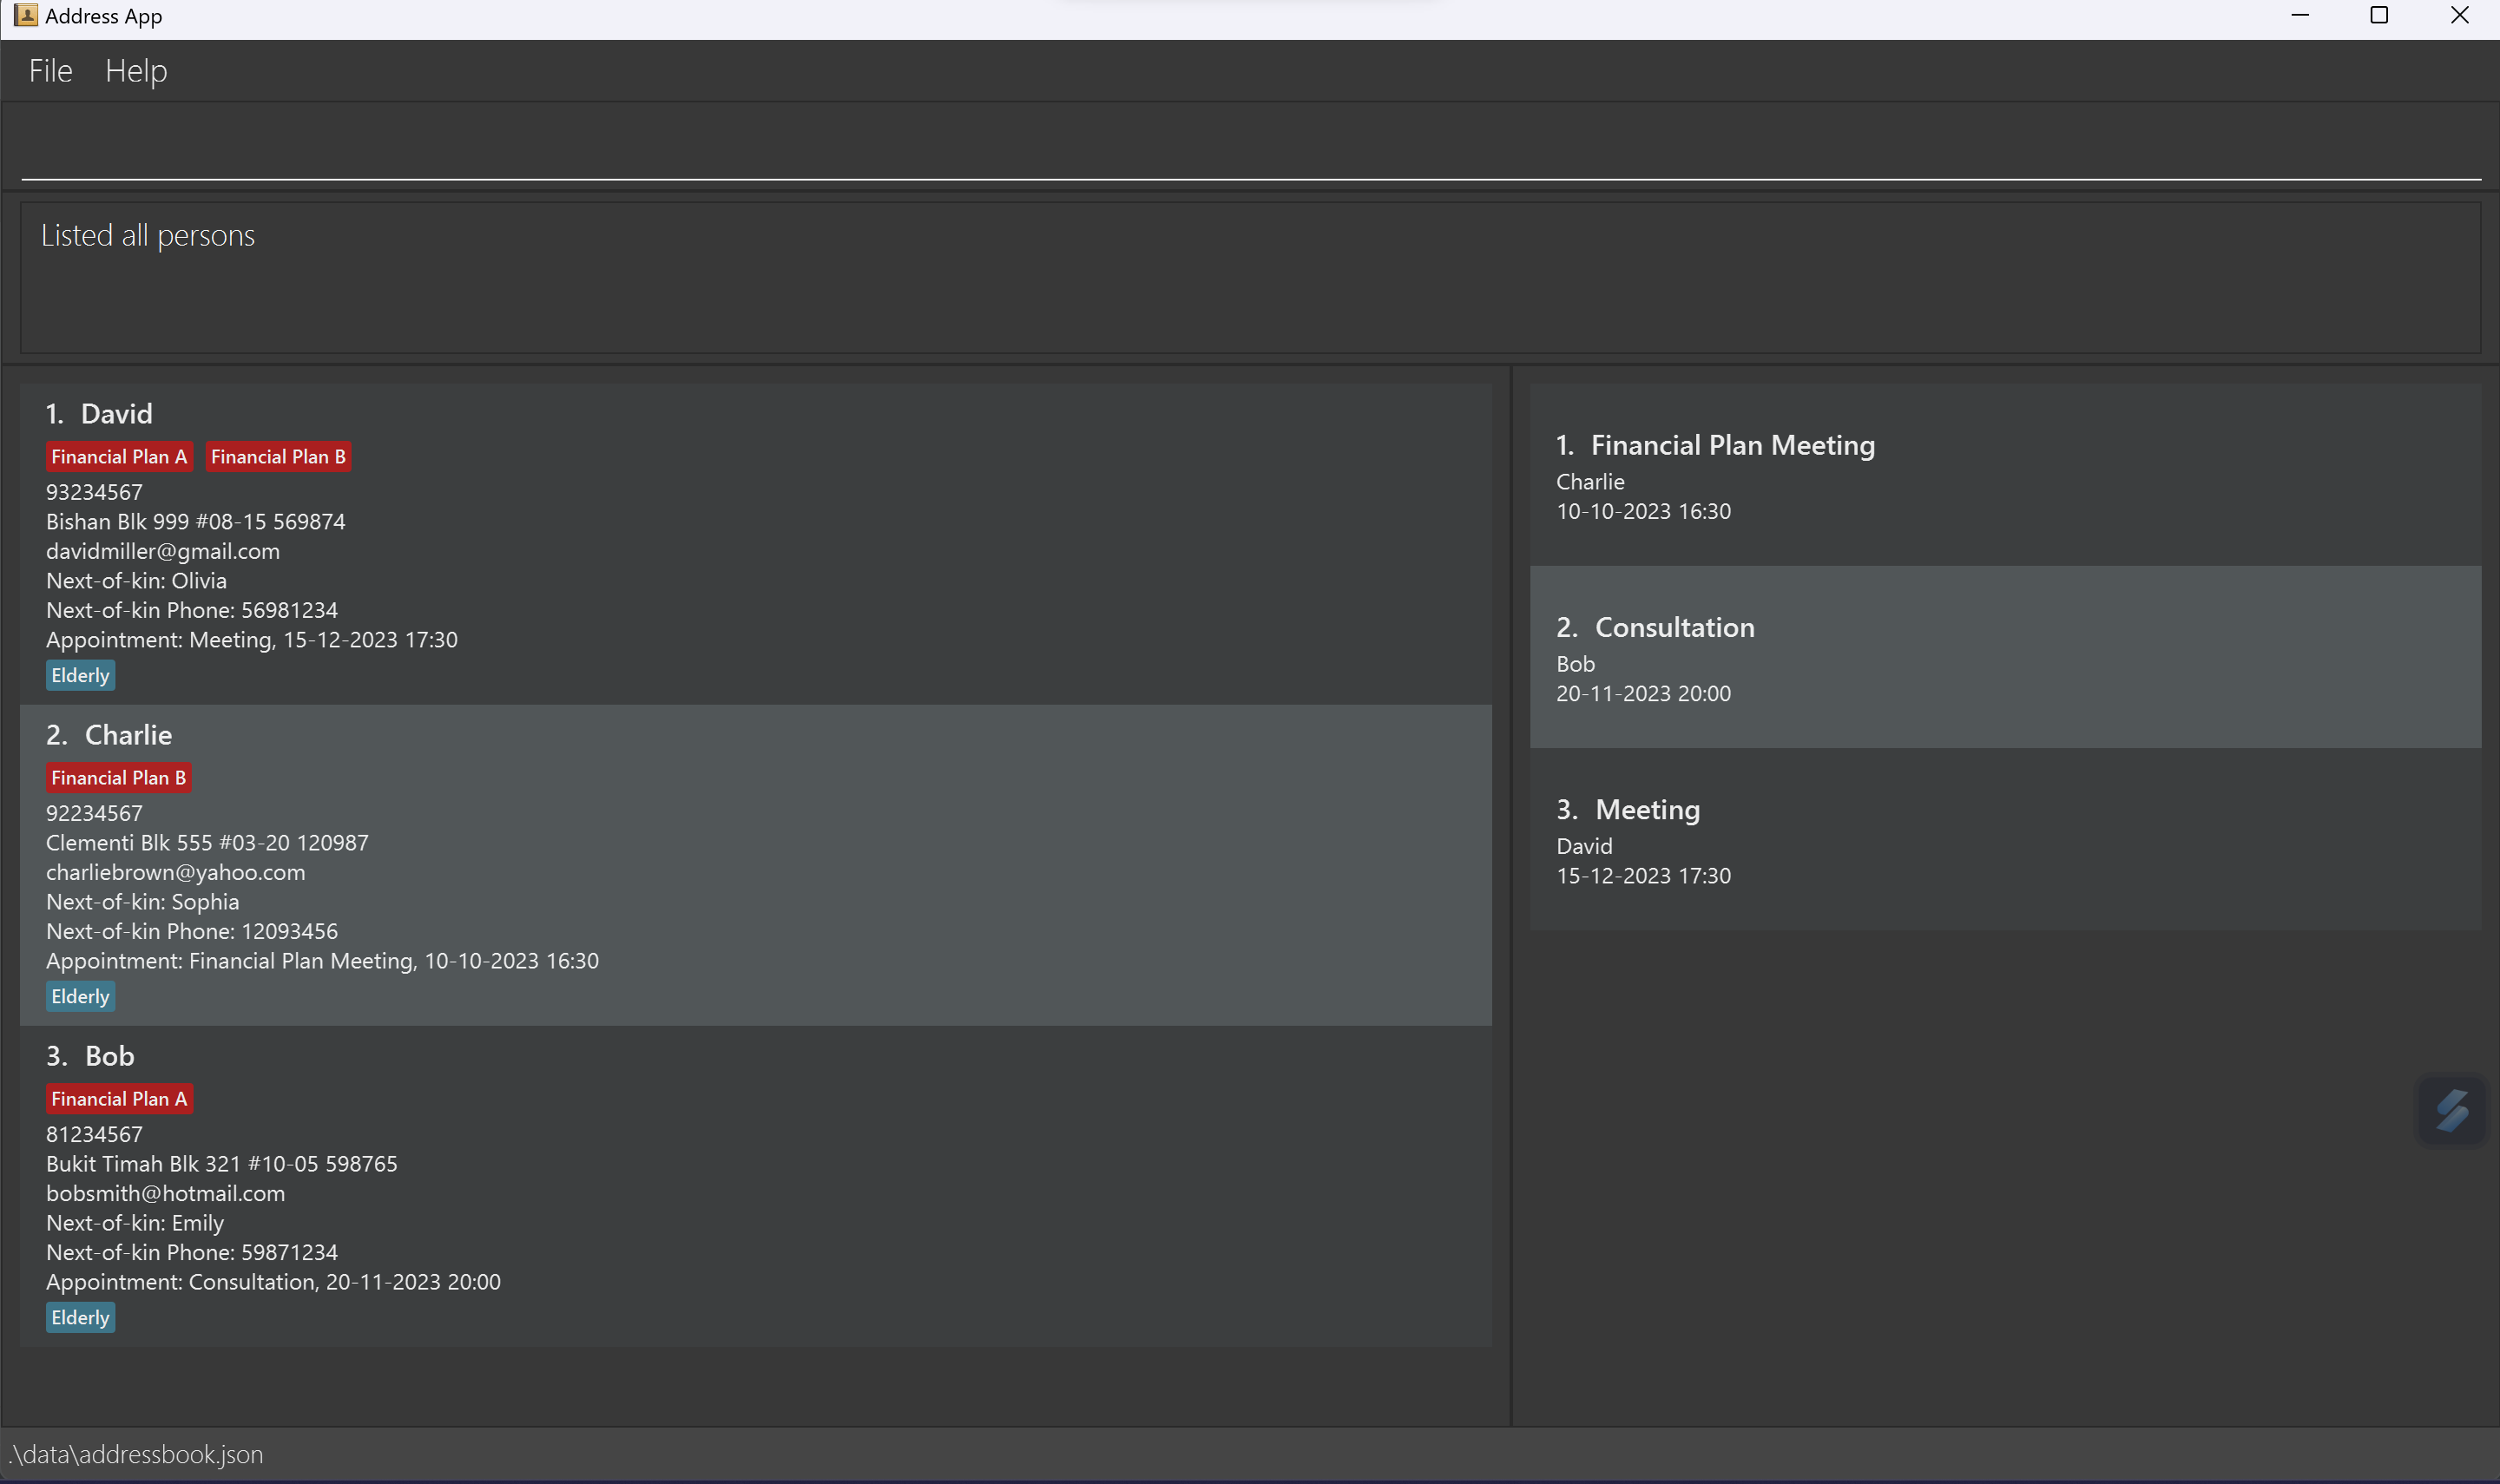 Address App
File Help
Listed all persons
1. David
Financial Plan A Financial Plan B
93234567
Bishan Blk 999 #08-15 569874
davidmiller@gmail.com
Next-of-kin: Olivia
Next-of-kin Phone: 56981234
Appointment: Meeting, 15-12-2023 17:30
Elderly
2. Charlie
Financial Plan B
92234567
Clementi Blk 555 #03-20 120987
charliebrown@yahoo.com
Next-of-kin: Sophia
Next-of-kin Phone: 12093456
Appointment: Financial Plan Meeting, 10-10-2023 16:30
Elderly
3. Bob
Financial Plan A
81234567
Bukit Timah Blk 321 #10-05 598765
bobsmith@hotmail.com
Next-of-kin: Emily
Next-of-kin Phone: 59871234
Appointment: Consultation, 20-11-2023 20:00
Elderly
1. Financial Plan Meeting
Charlie
10-10-2023 16:30
2. Consultation
Bob
20-11-2023 20:00
3. Meeting
David
15-12-2023 17:30
.\data\addressbook.json